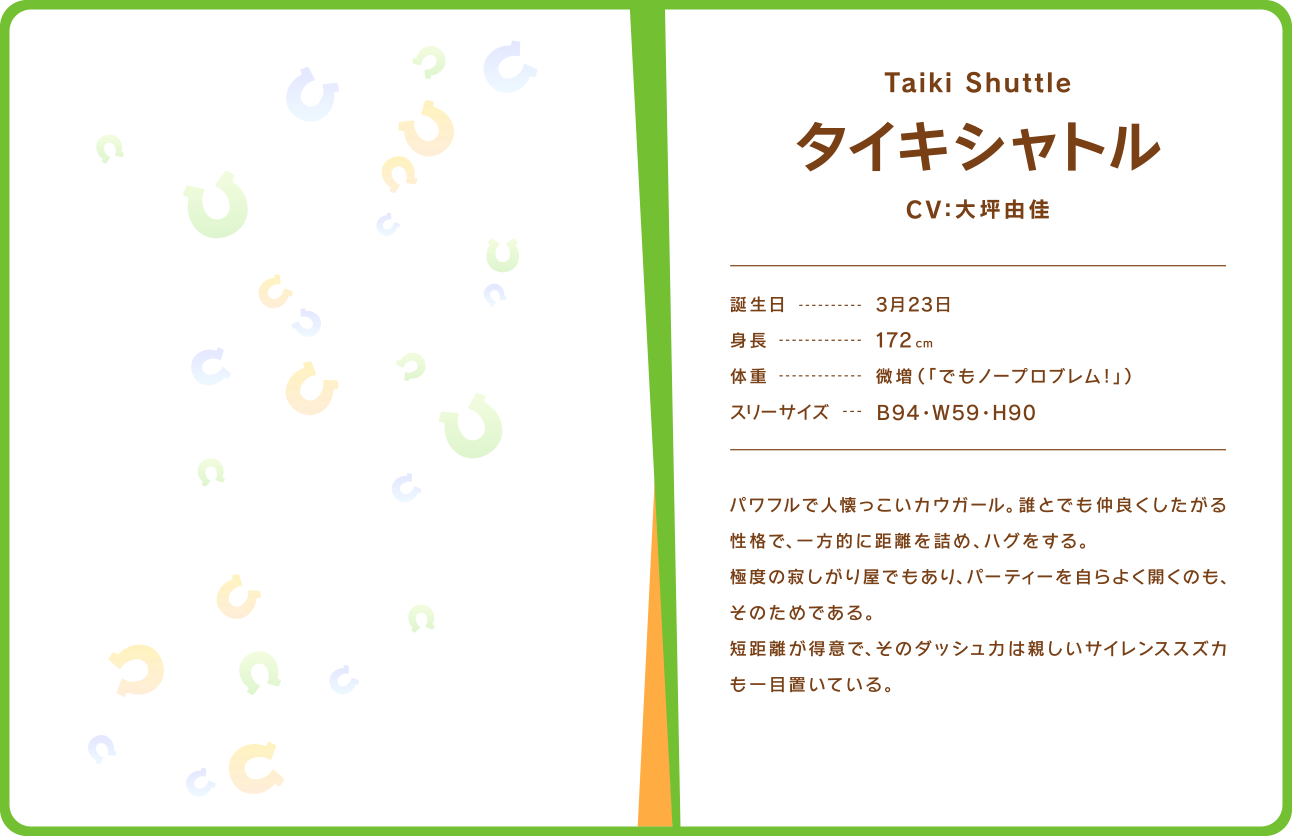 Taiki Shuttle
タイキシャトル
CV:大坪由佳
誕生日 ---------- 3月23日
身長 ------------- 172cm
体重 ------------- 微増(「でもノープロブレム!」)
スリーサイズ --- B94・W59・H90
パワフルで人懐っこいカウガール。誰とでも仲良くしたがる
性格で、一方的に距離を詰め、ハグをする。
極度の寂しがり屋でもあり、パーティーを自らよく開くのも、
そのためである。
短距離が得意で、そのダッシュ力は親しいサイレンススズカ
も一目置いている。